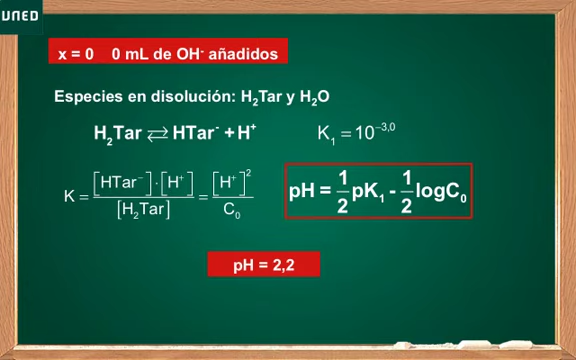 UNED
x = 0 0 mL de OH⁻ añadidos
Especies en disolución: H₂Tar y H₂O
H₂Tar ⇄ HTar⁻ + H⁺ K₁ = 10⁻³,⁰
K = [HTar⁻]·[H⁺] / [H₂Tar] = [H⁺]² / C₀
pH = 1/2 pK₁ - 1/2 logC₀
pH = 2,2